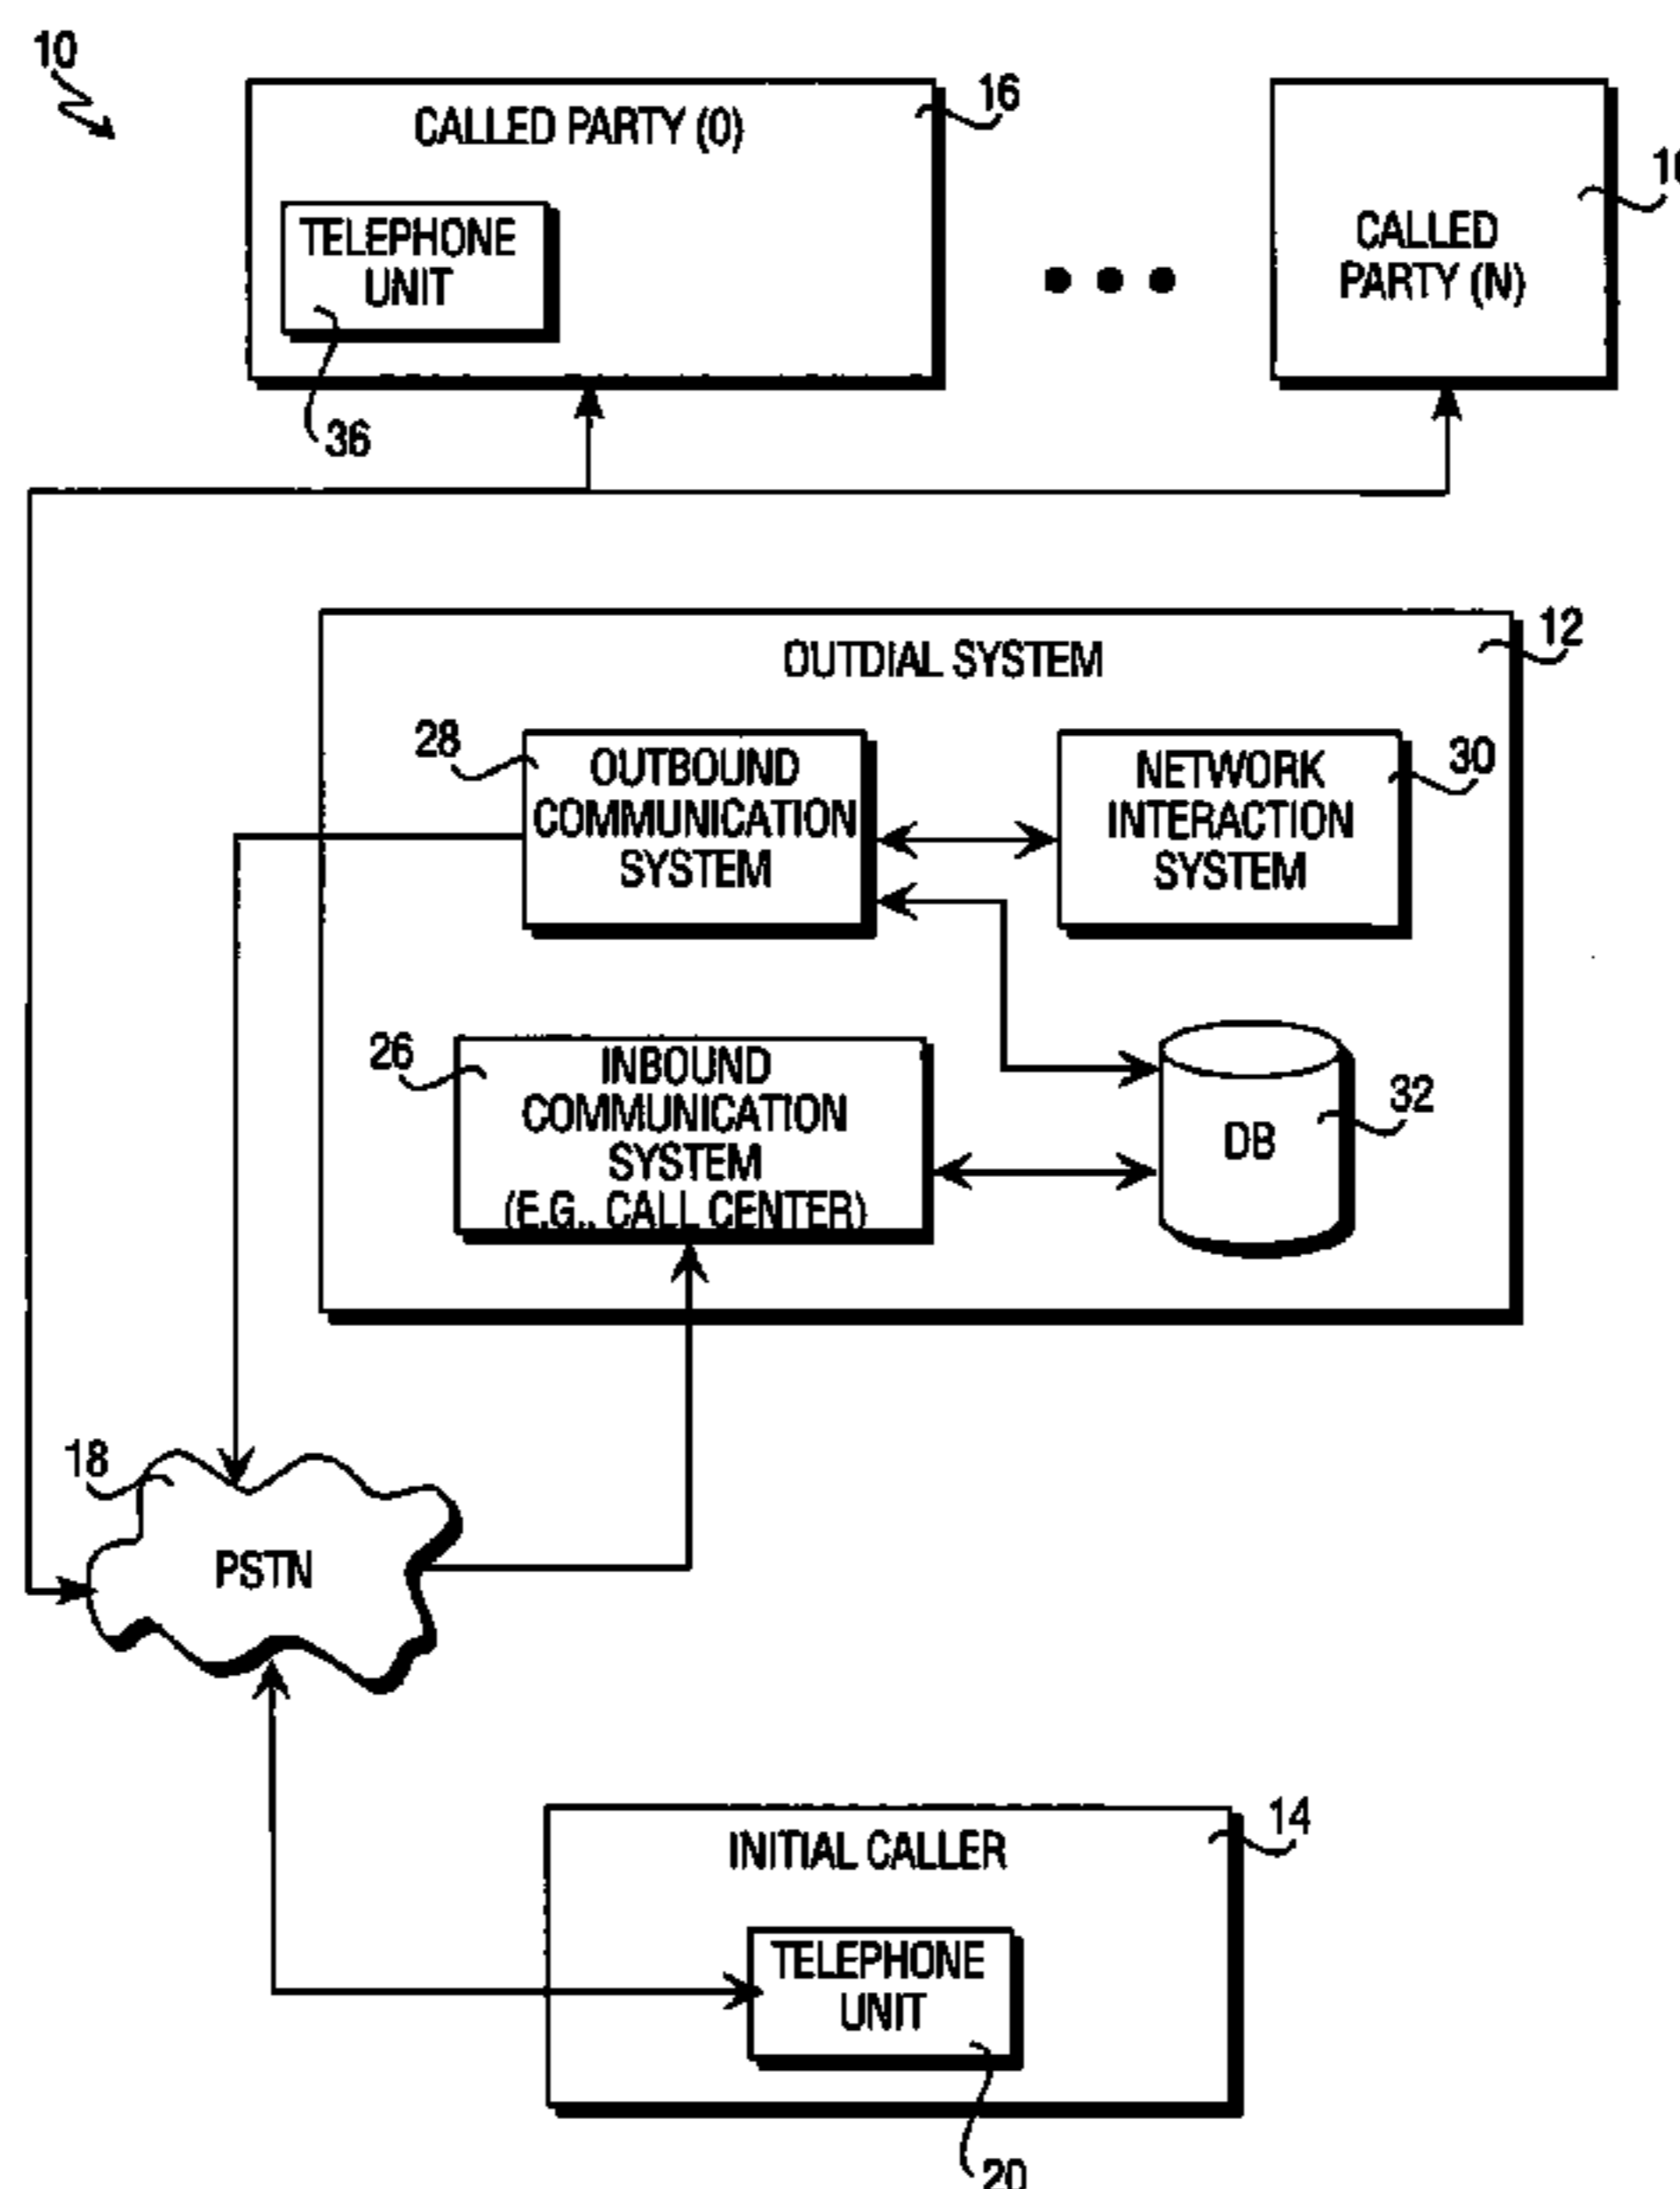 10
CALLED PARTY (0)
16
TELEPHONE
UNIT
36
CALLED
PARTY (N)
OUTDIAL SYSTEM
12
28
OUTBOUND
COMMUNICATION
SYSTEM
NETWORK
INTERACTION
SYSTEM
30
26
INBOUND
COMMUNICATION
SYSTEM
(E.G., CALL CENTER)
DB
32
18
PSTN
INITIAL CALLER
14
TELEPHONE
UNIT
20